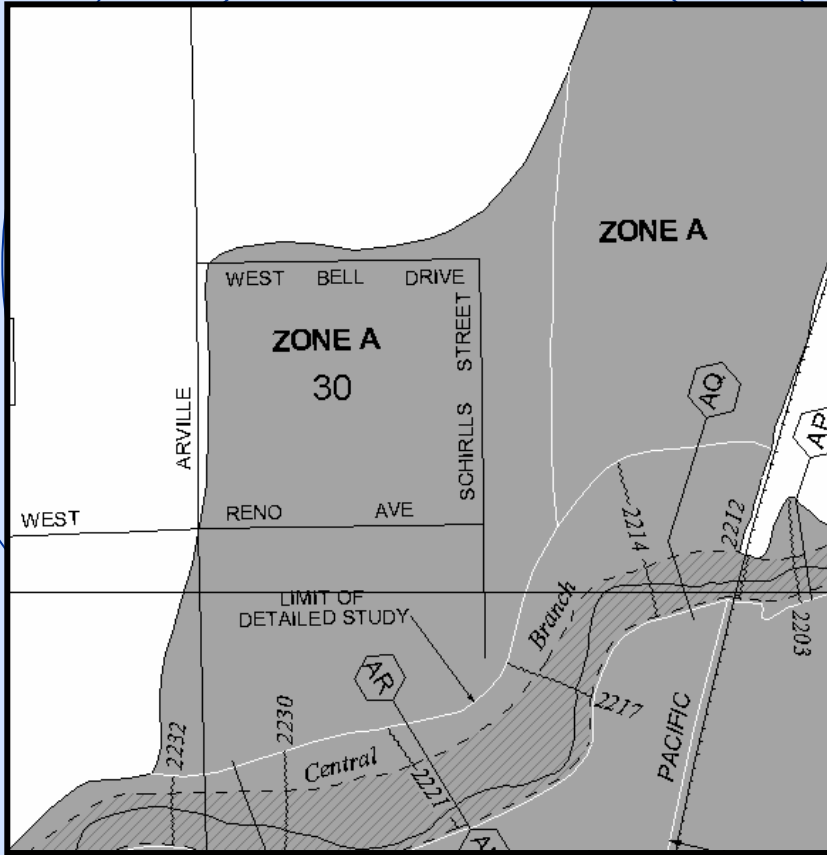 ZONE A
WEST BELL DRIVE
ZONE A
30
SCHIRLLS STREET
ARVILLE
AQ
AP
WEST RENO AVE
2214
2212
LIMIT OF
DETAILED STUDY
Branch
2203
AR
2217
PACIFIC
2232
2230
Central
2221